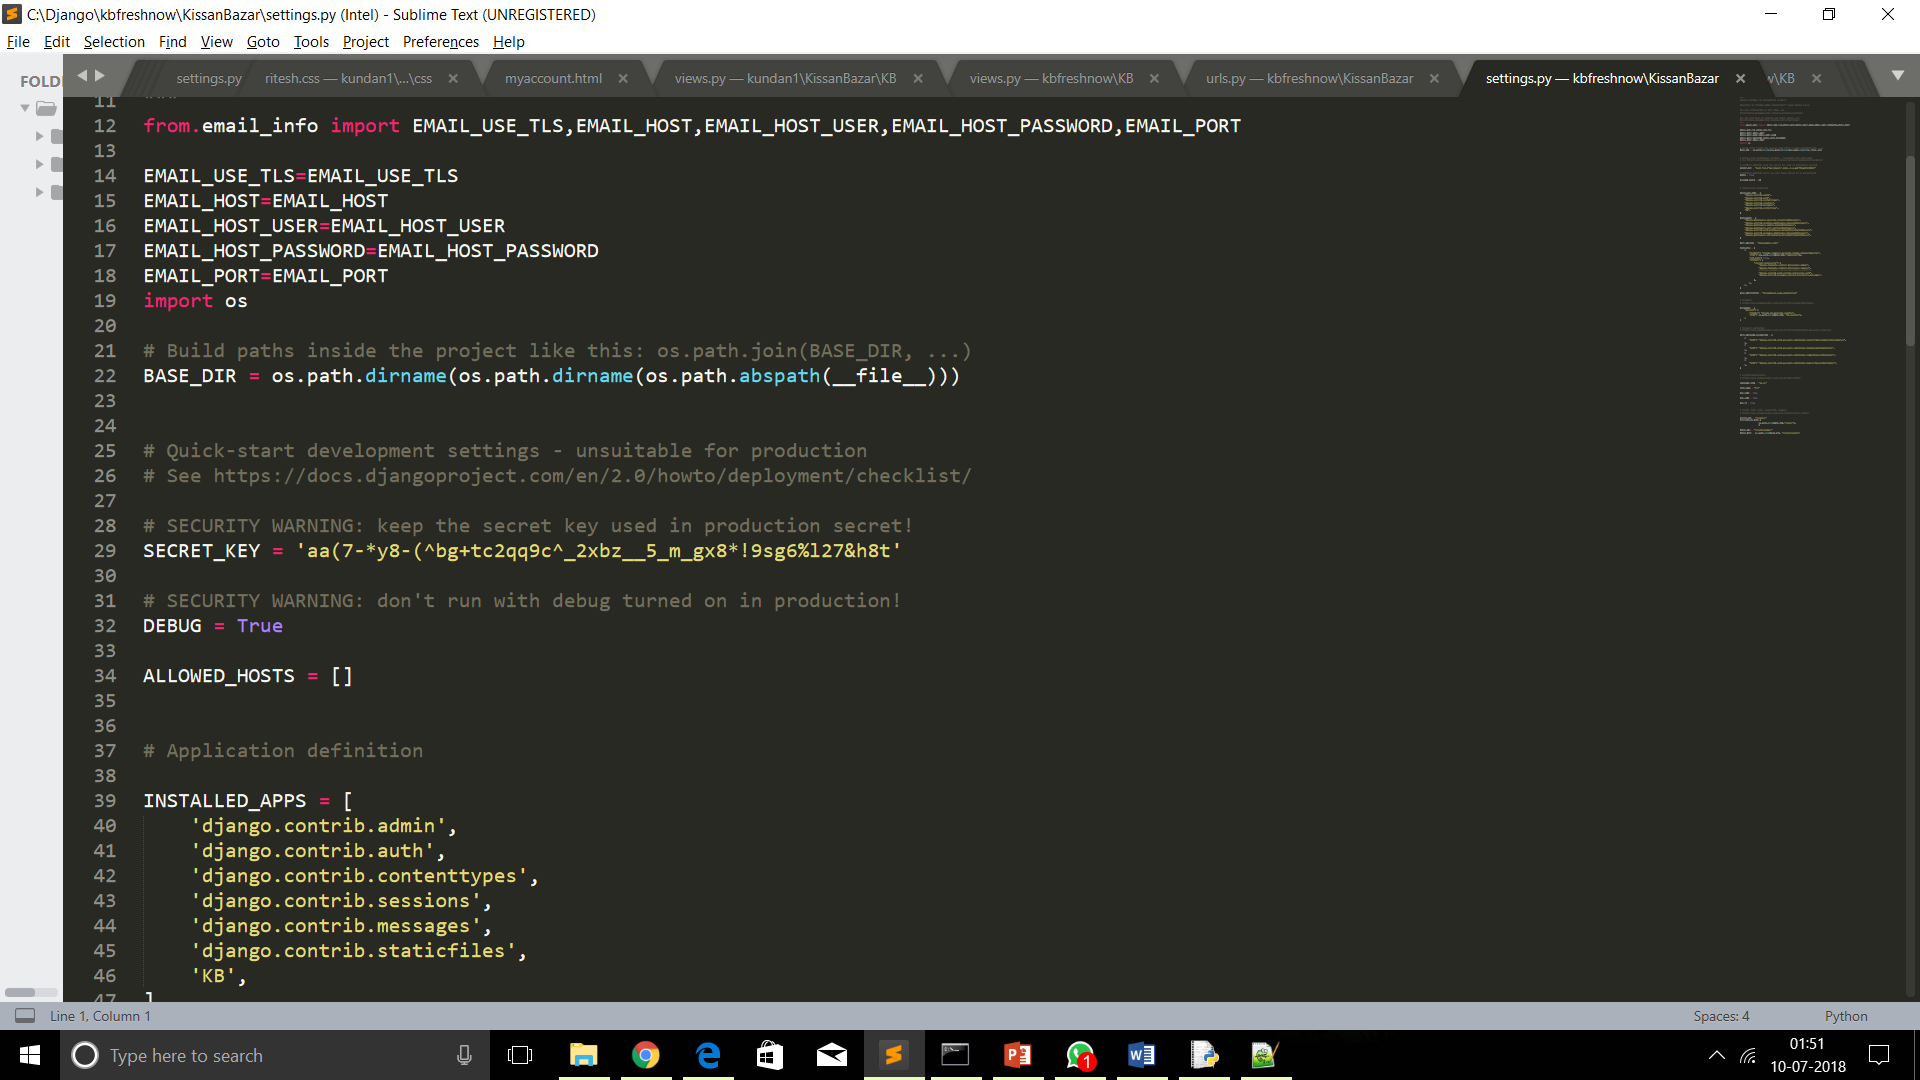 C:\Django\kbfreshnow\KissanBazar\settings.py (Intel) - Sublime Text (UNREGISTERED)
File Edit Selection Find View Goto Tools Project Preferences Help
FOLD
settings.py ritesh.css — kundan1\...\css myaccount.html views.py — kundan1\KissanBazar\KB views.py — kbfreshnow\KB urls.py — kbfreshnow\KissanBazar settings.py — kbfreshnow\KissanBazar \KB
11
12 from.email_info import EMAIL_USE_TLS,EMAIL_HOST,EMAIL_HOST_USER,EMAIL_HOST_PASSWORD,EMAIL_PORT
13
14 EMAIL_USE_TLS=EMAIL_USE_TLS
15 EMAIL_HOST=EMAIL_HOST
16 EMAIL_HOST_USER=EMAIL_HOST_USER
17 EMAIL_HOST_PASSWORD=EMAIL_HOST_PASSWORD
18 EMAIL_PORT=EMAIL_PORT
19 import os
20
21 # Build paths inside the project like this: os.path.join(BASE_DIR, ...)
22 BASE_DIR = os.path.dirname(os.path.dirname(os.path.abspath(__file__)))
23
24
25 # Quick-start development settings - unsuitable for production
26 # See https://docs.djangoproject.com/en/2.0/howto/deployment/checklist/
27
28 # SECURITY WARNING: keep the secret key used in production secret!
29 SECRET_KEY = 'aa(7-*y8-(^bg+tc2qq9c^_2xbz__5_m_gx8*!9sg6%l27&h8t'
30
31 # SECURITY WARNING: don't run with debug turned on in production!
32 DEBUG = True
33
34 ALLOWED_HOSTS = []
35
36
37 # Application definition
38
39 INSTALLED_APPS = [
40 'django.contrib.admin',
41 'django.contrib.auth',
42 'django.contrib.contenttypes',
43 'django.contrib.sessions',
44 'django.contrib.messages',
45 'django.contrib.staticfiles',
46 'KB',
47 ]
Line 1, Column 1 Spaces: 4 Python
Type here to search
1
01:51
10-07-2018